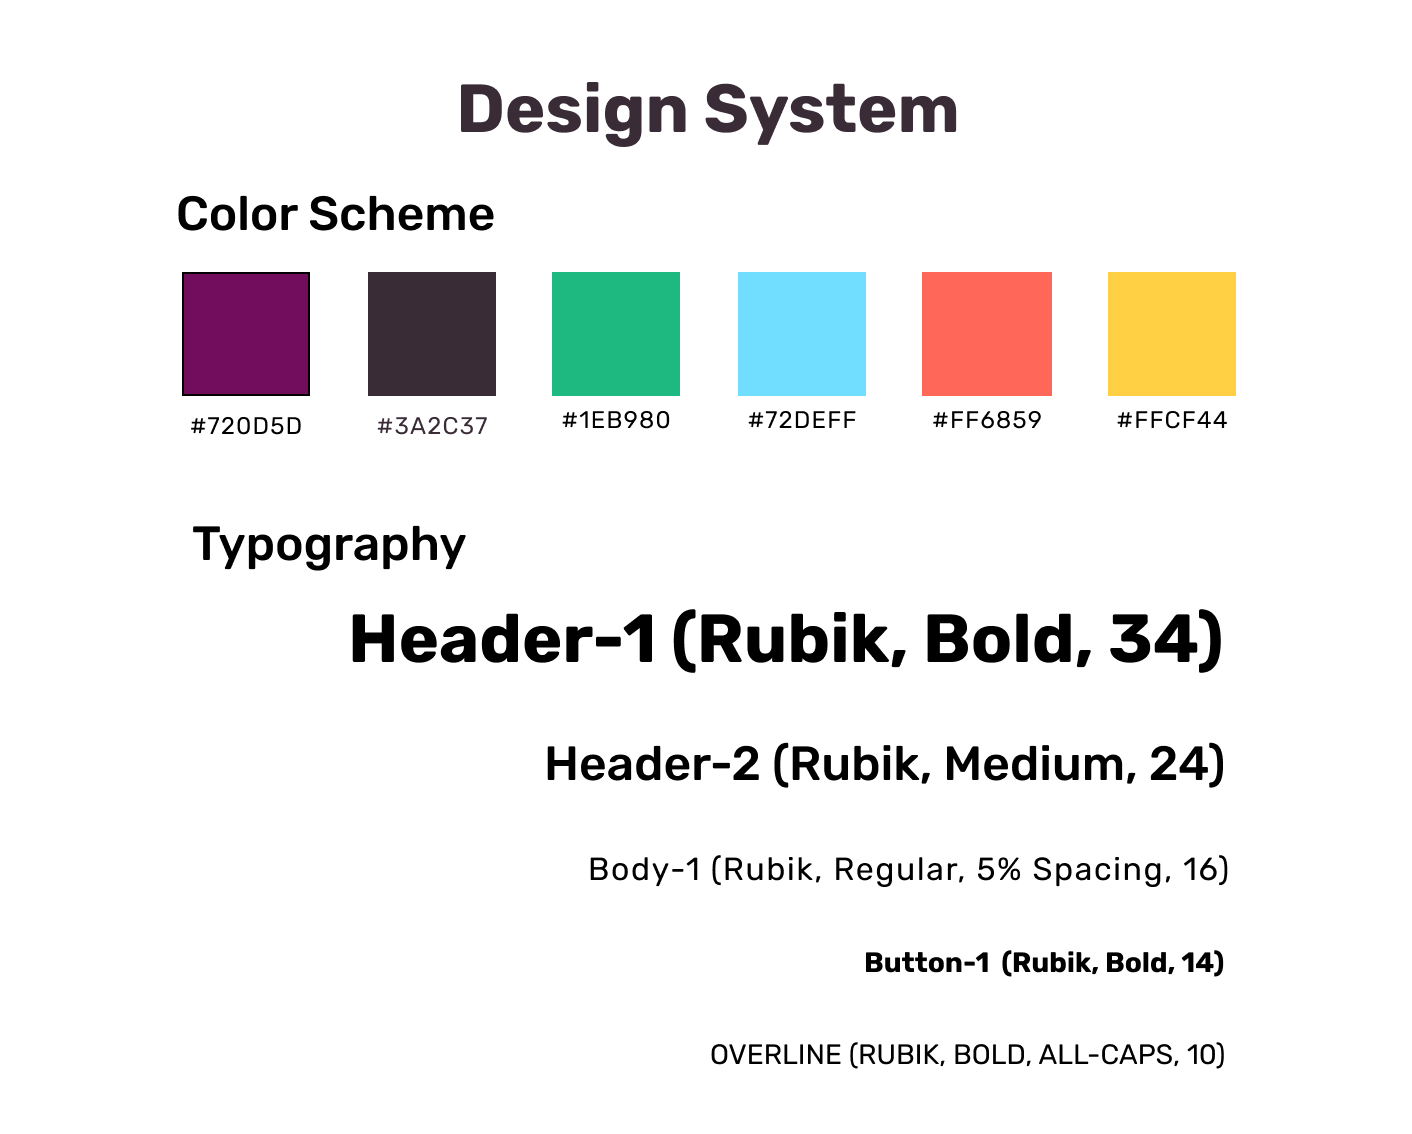 Design System
Color Scheme
#720D5D #3A2C37 #1EB980 #72DEFF #FF6859 #FFCF44
Typography
Header-1 (Rubik, Bold, 34)
Header-2 (Rubik, Medium, 24)
Body-1 (Rubik, Regular, 5% Spacing, 16)
Button-1 (Rubik, Bold, 14)
OVERLINE (RUBIK, BOLD, ALL-CAPS, 10)